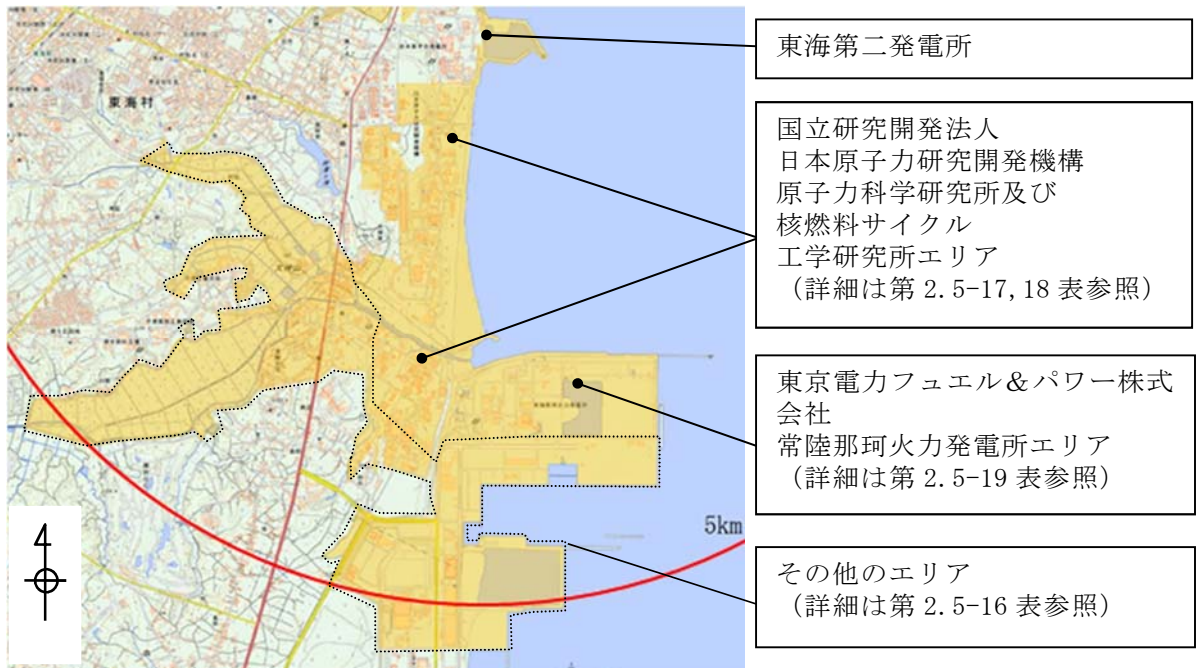 東海村
5km
東海第二発電所
国立研究開発法人
日本原子力研究開発機構
原子力科学研究所及び
核燃料サイクル
工学研究所エリア
(詳細は第 2.5-17,18 表参照)
東京電力フュエル&パワー株式
会社
常陸那珂火力発電所エリア
(詳細は第 2.5-19 表参照)
その他のエリア
(詳細は第 2.5-16 表参照)